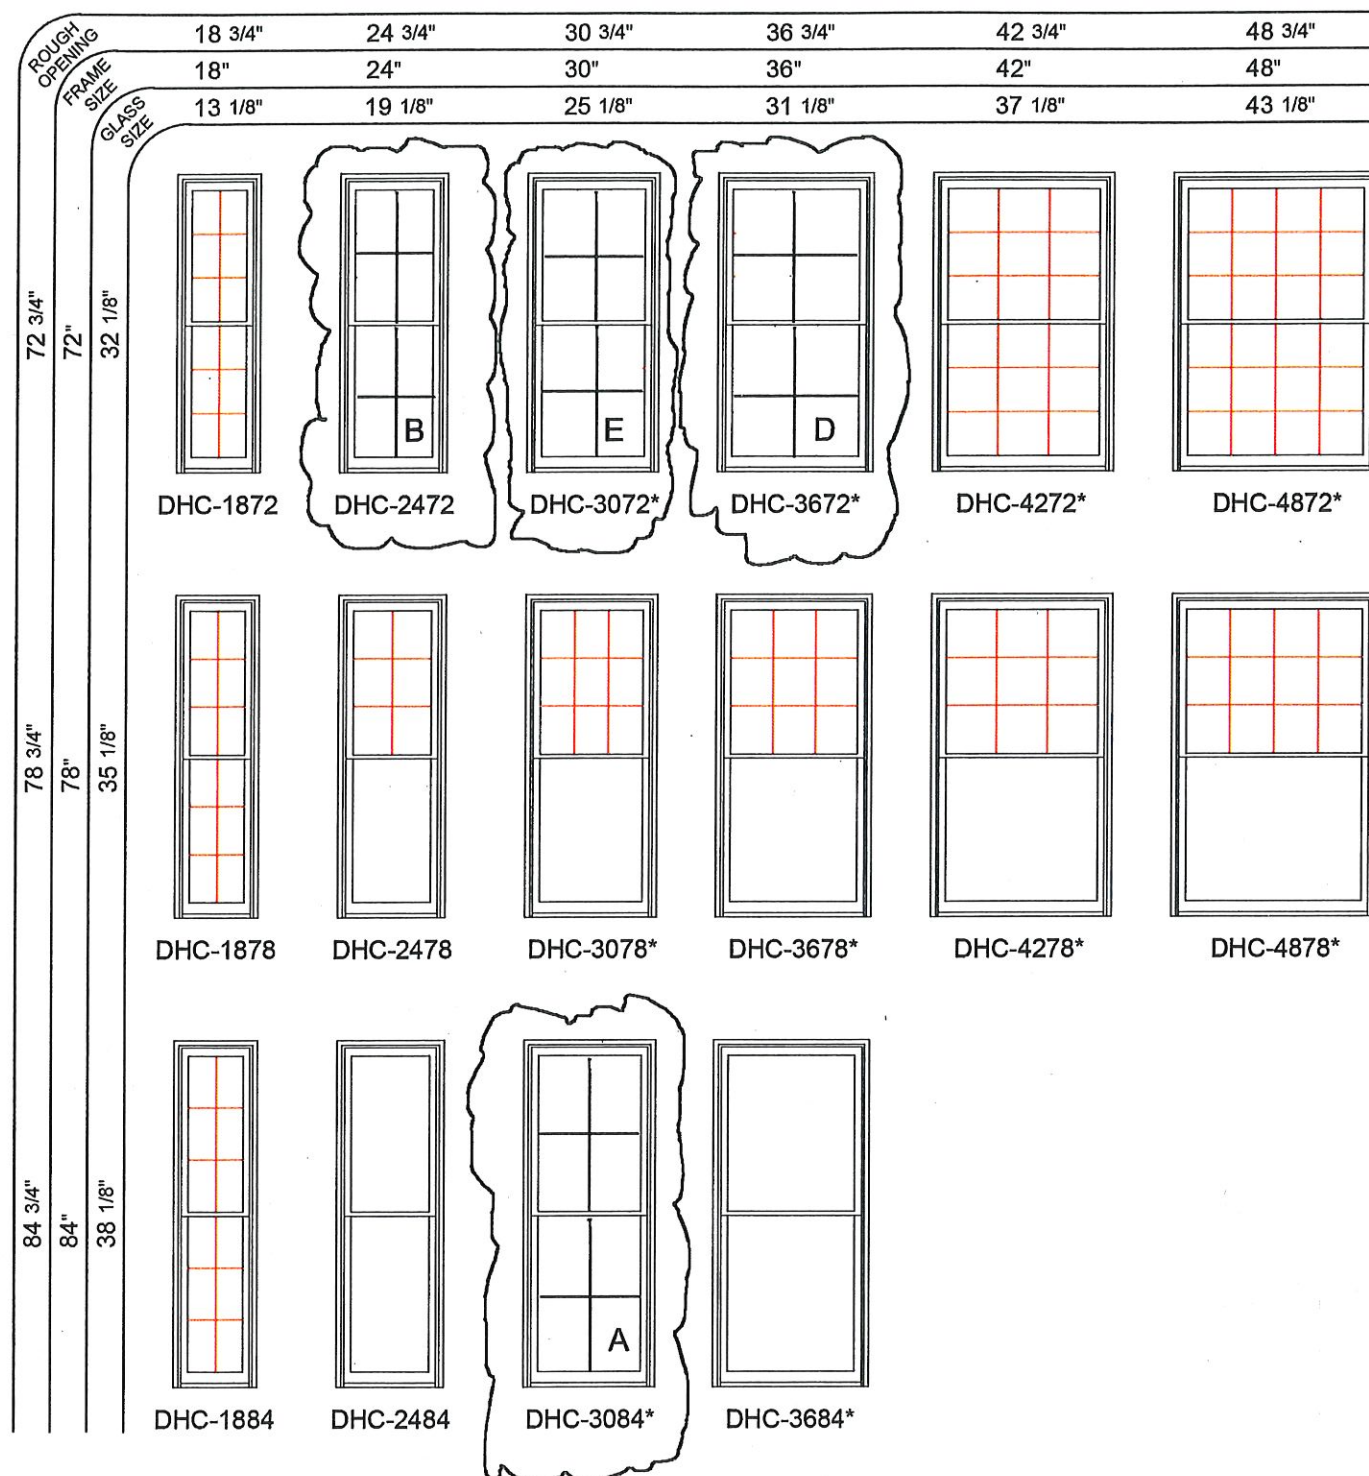 ROUGH OPENING 18 3/4" 24 3/4" 30 3/4" 36 3/4" 42 3/4" 48 3/4"
FRAME SIZE 18" 24" 30" 36" 42" 48"
GLASS SIZE 13 1/8" 19 1/8" 25 1/8" 31 1/8" 37 1/8" 43 1/8"
72 3/4" 72" 32 1/8"
B E D
DHC-1872 DHC-2472 DHC-3072* DHC-3672* DHC-4272* DHC-4872*
78 3/4" 78" 35 1/8"
DHC-1878 DHC-2478 DHC-3078* DHC-3678* DHC-4278* DHC-4878*
84 3/4" 84" 38 1/8"
A
DHC-1884 DHC-2484 DHC-3084* DHC-3684*